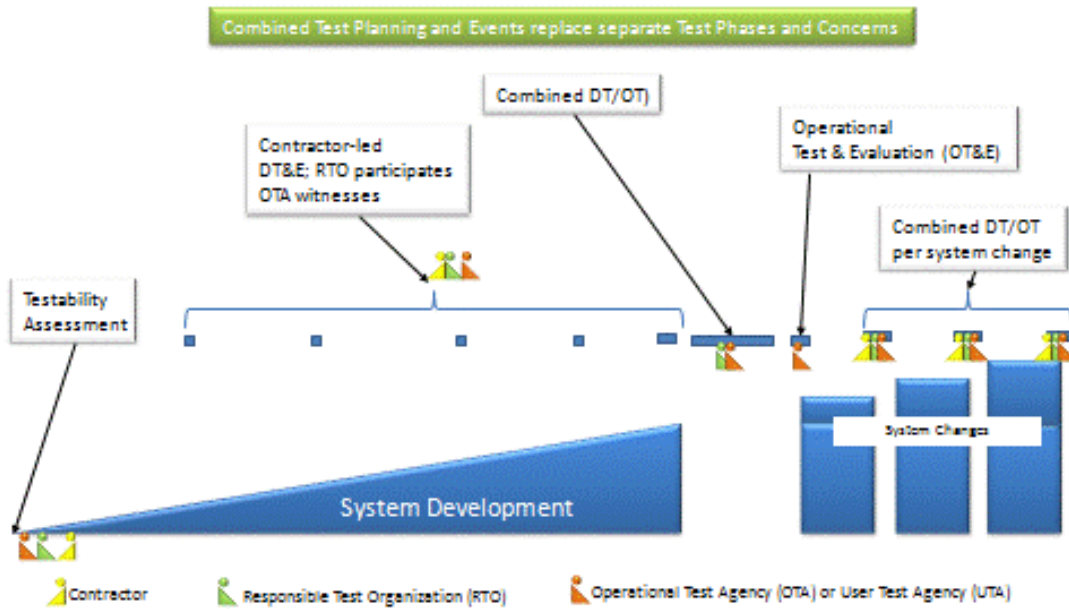 Combined Test Planning and Events replace separate Test Phases and Concerns
Combined DT/OT)
Operational
Test & Evaluation (OT&E)
Contractor-led
DT&E; RTO participates
OTA witnesses
Combined DT/OT
per system change
Testability
Assessment
System Changes
System Development
Contractor
Responsible Test Organization (RTO)
Operational Test Agency (OTA) or User Test Agency (UTA)